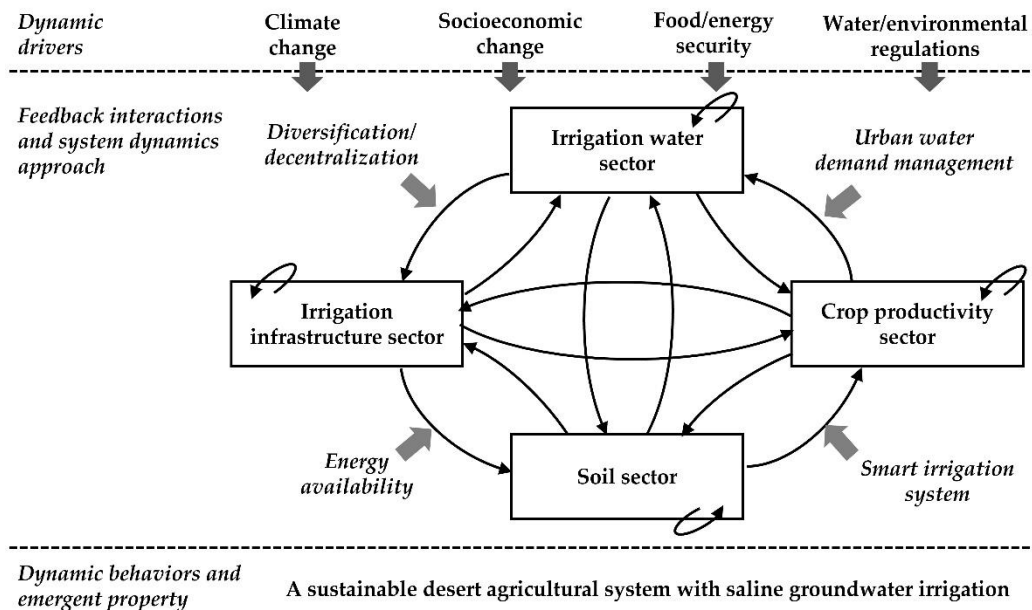 Dynamic
drivers
Climate
change
Socioeconomic
change
Food/energy
security
Water/environmental
regulations
Feedback interactions
and system dynamics
approach
Diversification/
decentralization
Irrigation water
sector
Urban water
demand management
Irrigation
infrastructure sector
Crop productivity
sector
Energy
availability
Soil sector
Smart irrigation
system
Dynamic behaviors and
emergent property
A sustainable desert agricultural system with saline groundwater irrigation